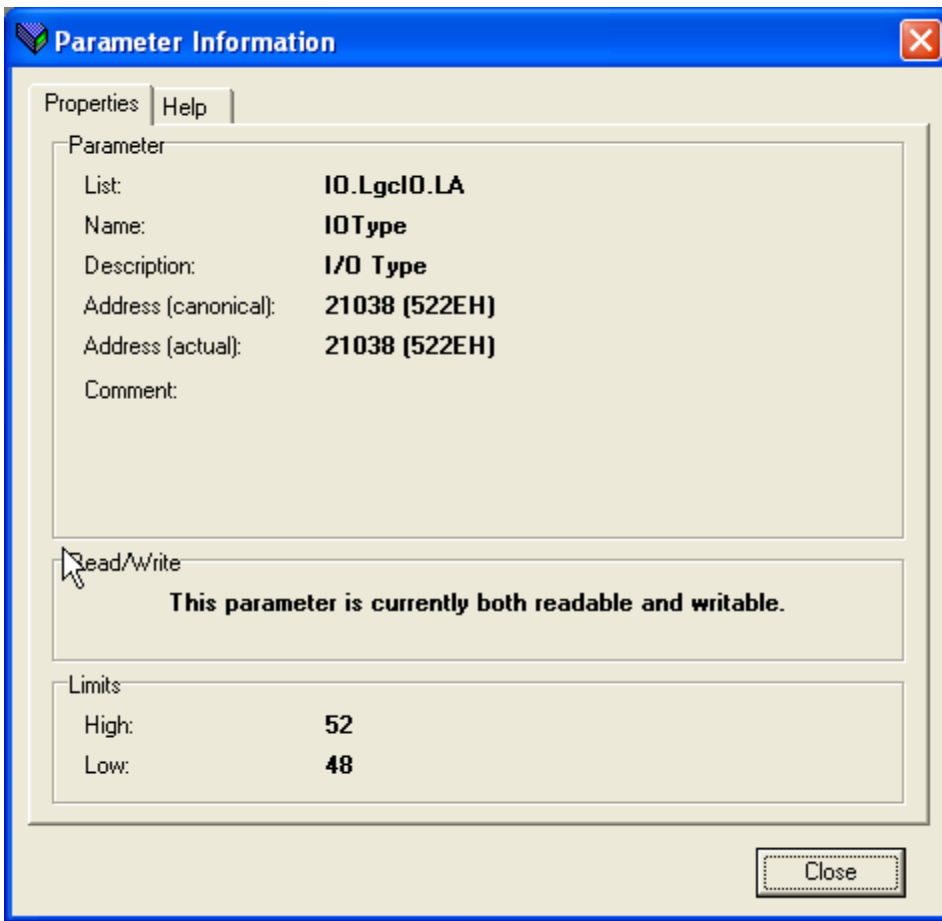 Parameter Information
Properties Help
Parameter
List: IO.LgcIO.LA
Name: IOType
Description: I/O Type
Address (canonical): 21038 (522EH)
Address (actual): 21038 (522EH)
Comment:
Read/Write
This parameter is currently both readable and writable.
Limits
High: 52
Low: 48
Close